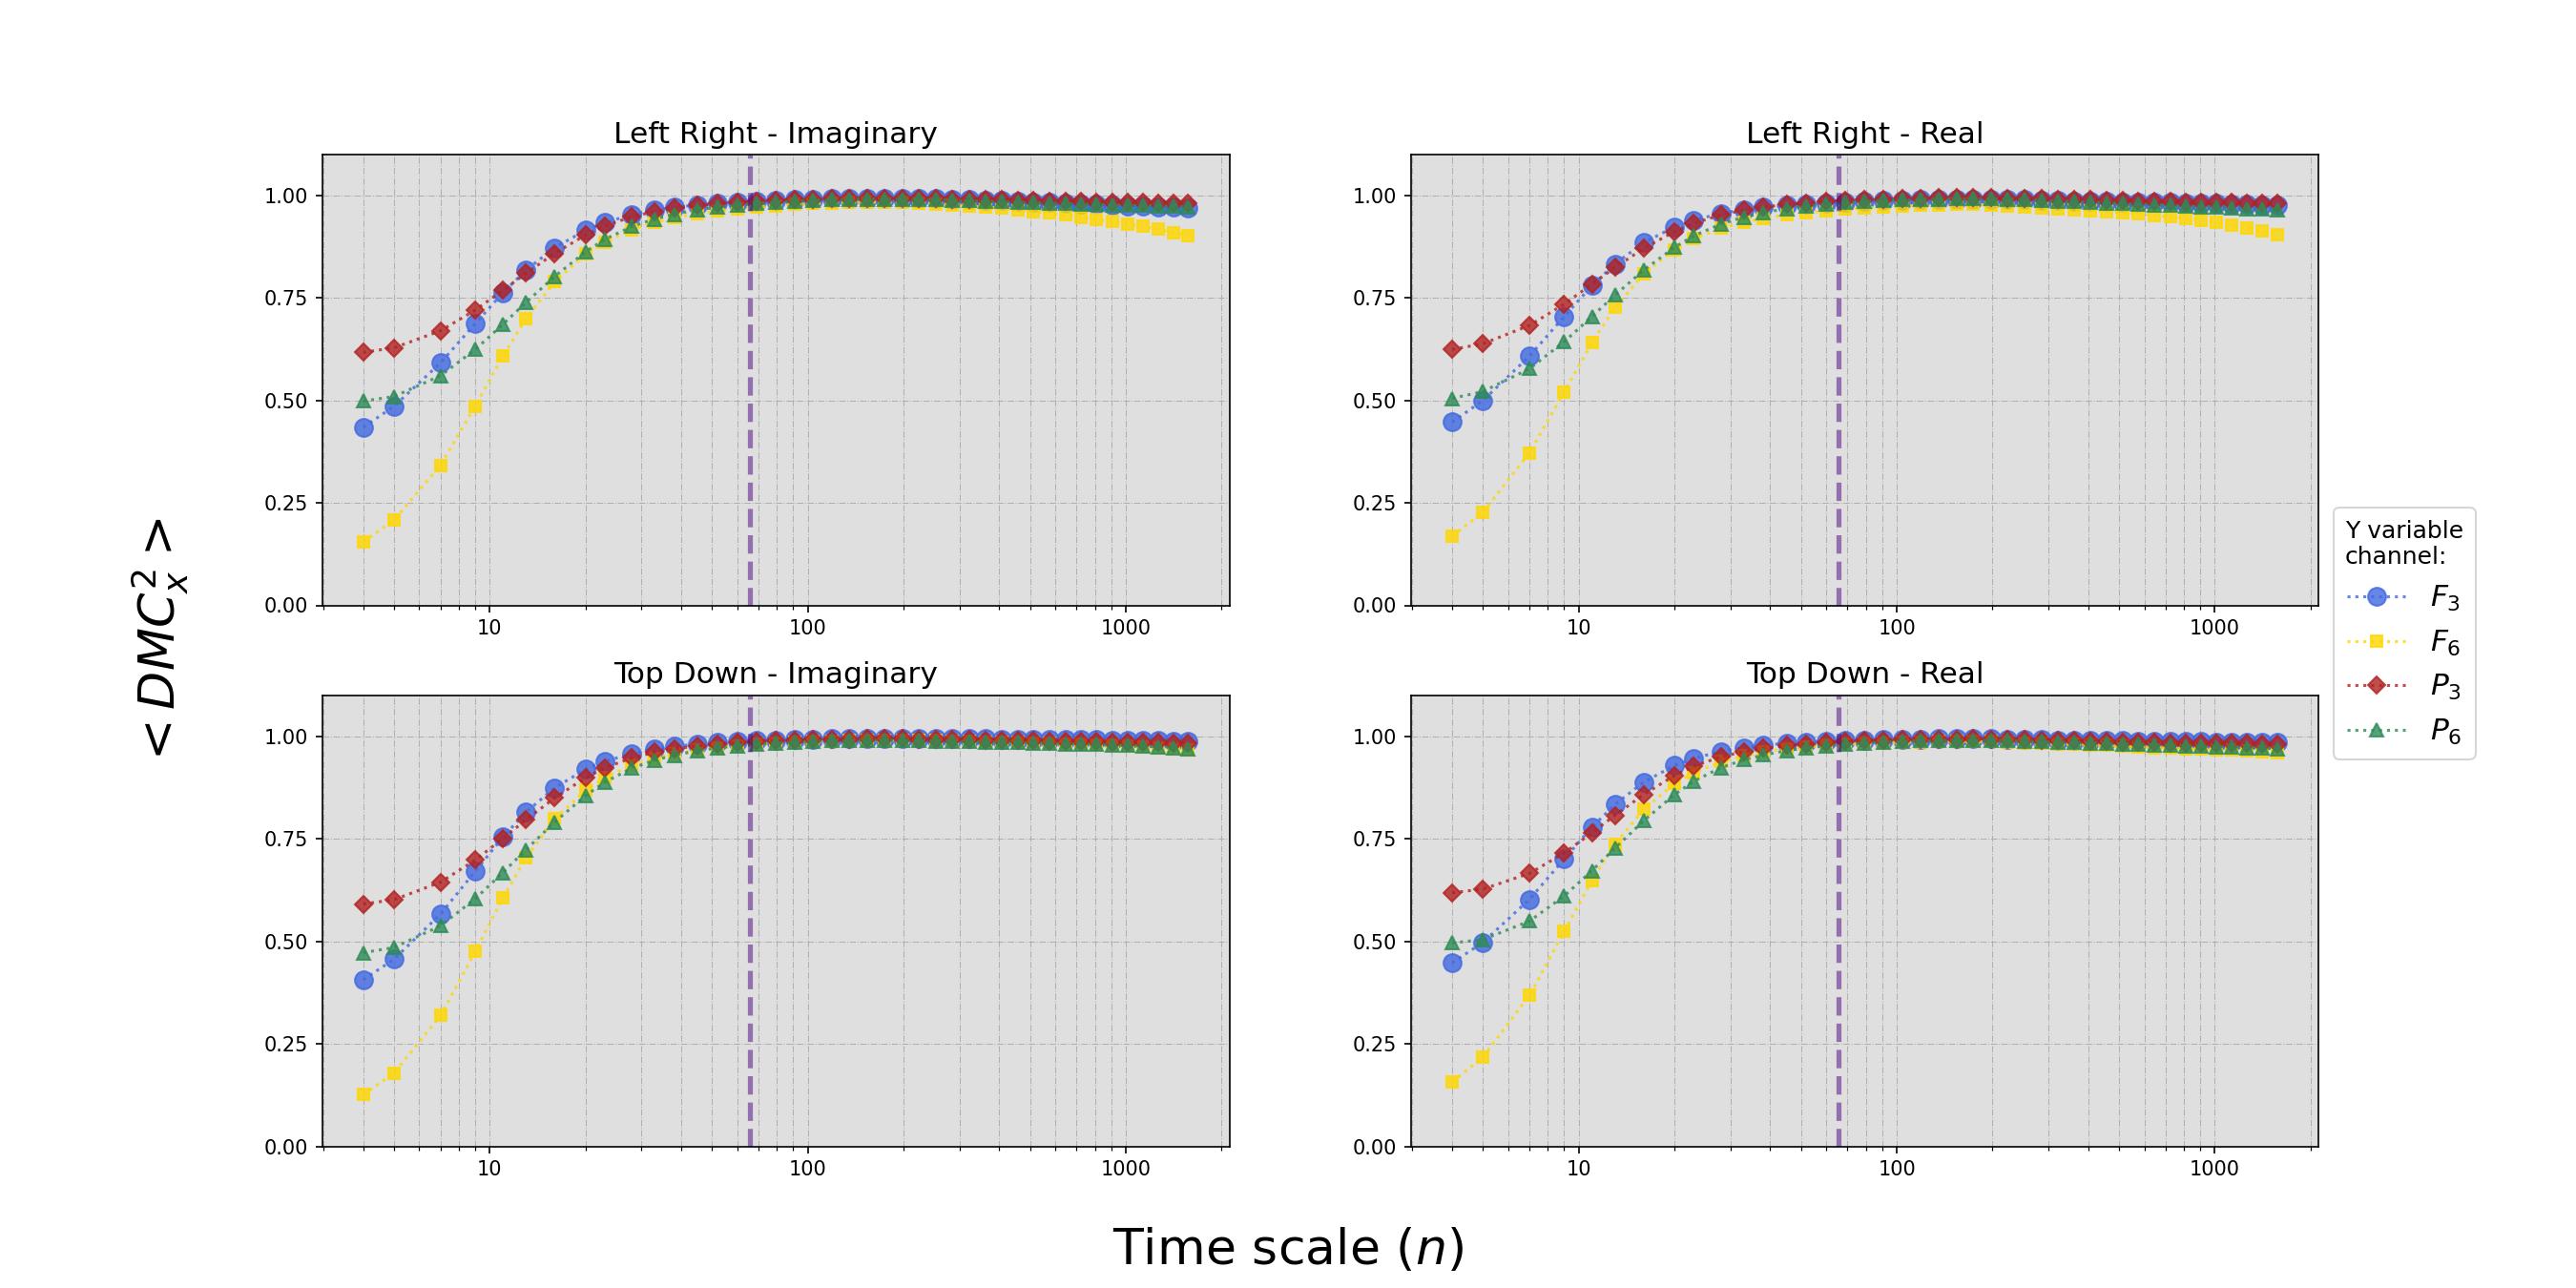 Left Right - Imaginary
1.00
0.75
0.50
0.25
0.00
10 100 1000
Left Right - Real
1.00
0.75
0.50
0.25
0.00
10 100 1000
Top Down - Imaginary
1.00
0.75
0.50
0.25
0.00
10 100 1000
Top Down - Real
1.00
0.75
0.50
0.25
0.00
10 100 1000
< DMC²ₓ >
Time scale (n)
Y variable
channel:
F₃
F₆
P₃
P₆